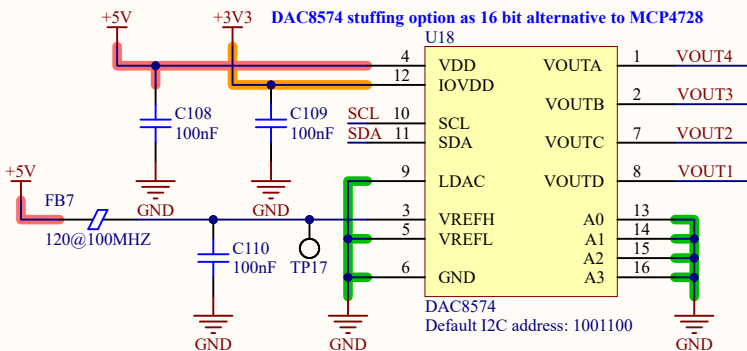 DAC8574 stuffing option as 16 bit alternative to MCP4728
+5V
+3V3
U18
4 VDD VOUTA 1 VOUT4
12 IOVDD
VOUTB 2 VOUT3
C108
100nF
C109
100nF
SCL 10 SCL
SDA 11 SDA VOUTC 7 VOUT2
+5V
9 LDAC VOUTD 8 VOUT1
GND
GND
FB7
120@100MHZ
3 VREFH A0 13
5 VREFL A1 14
A2 15
C110
100nF
TP17
6 GND A3 16
DAC8574
Default I2C address: 1001100
GND
GND
GND